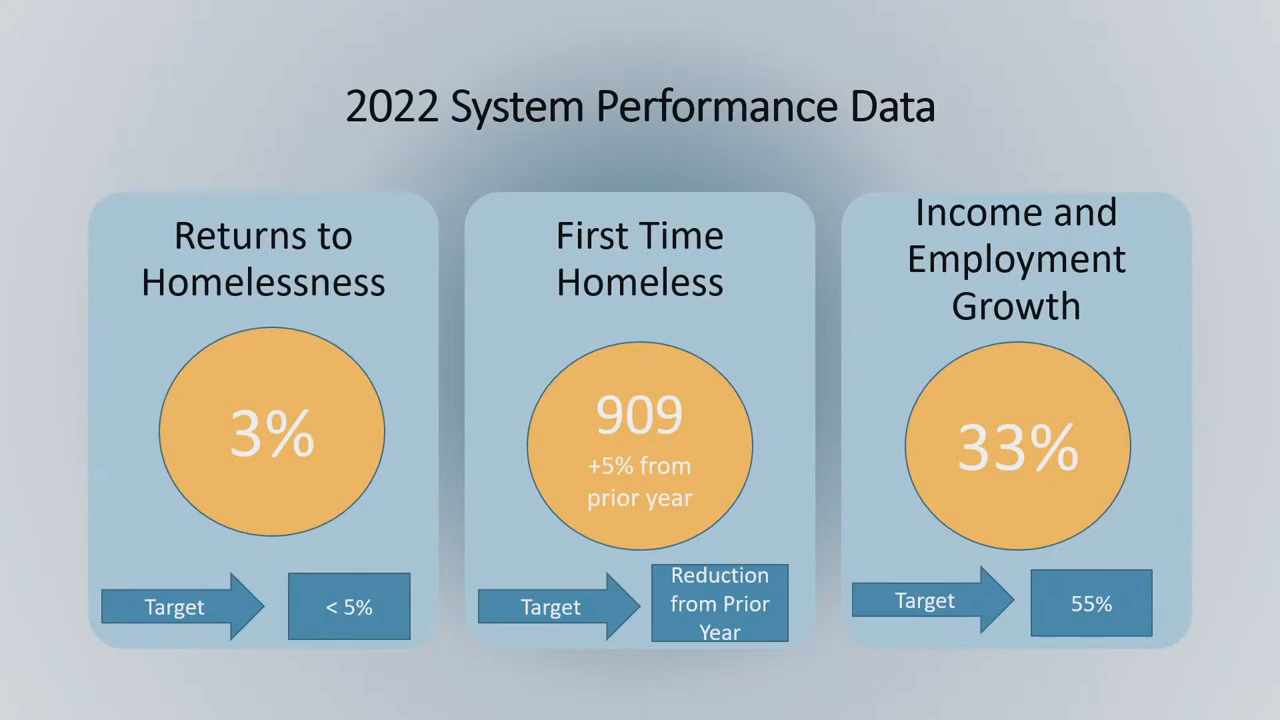 2022 System Performance Data
Returns to
Homelessness
3%
Target
< 5%
First Time
Homeless
909
+5% from
prior year
Target
Reduction
from Prior
Year
Income and
Employment
Growth
33%
Target
55%